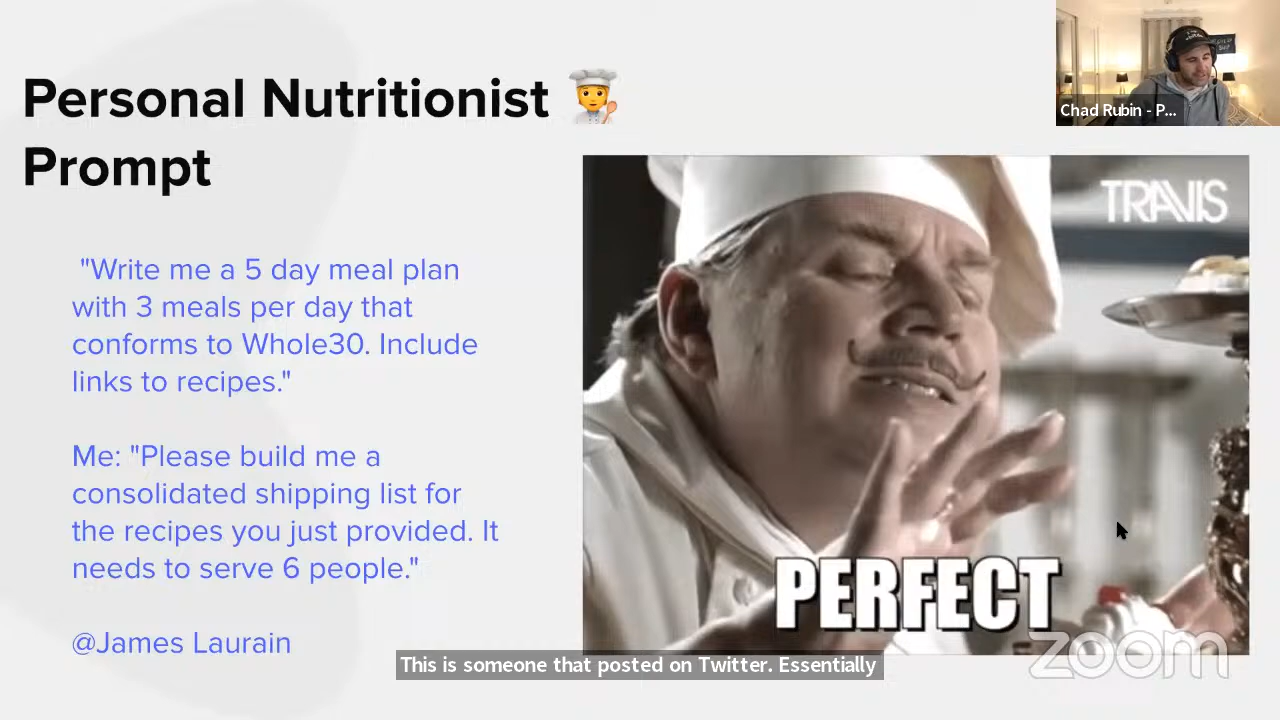 Personal Nutritionist
Prompt
Chad Rubin - P...
TRAVIS
"Write me a 5 day meal plan
with 3 meals per day that
conforms to Whole30. Include
links to recipes."
Me: "Please build me a
consolidated shipping list for
the recipes you just provided. It
needs to serve 6 people."
@James Laurain
PERFECT
This is someone that posted on Twitter. Essentially
zoom